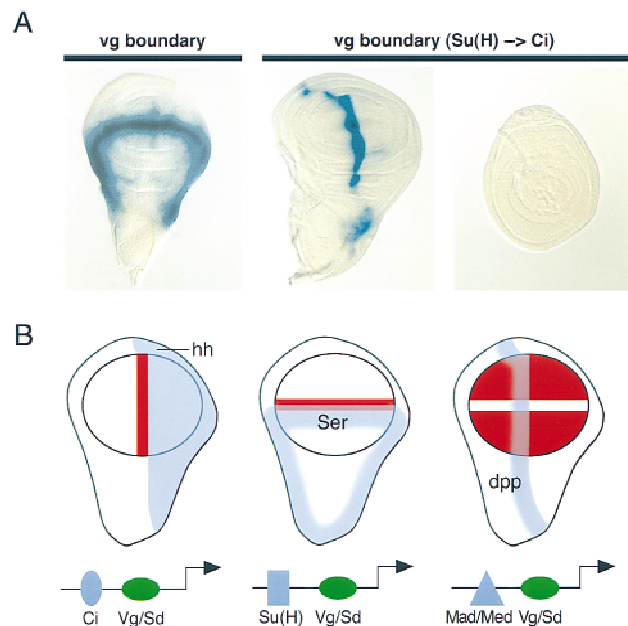 A
vg boundary
vg boundary (Su(H) –> Ci)
B
hh
Ser
dpp
Ci Vg/Sd
Su(H) Vg/Sd
Mad/Med Vg/Sd